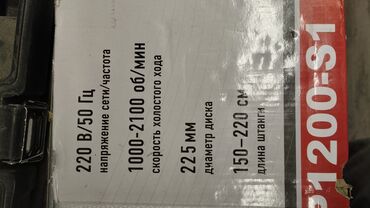 220 В/50 Гц
напряжение сети/частота
1000-2100 об/мин
скорость холостого хода
225 мм
диаметр диска
150-220 см
длина штанги
P1200-S1